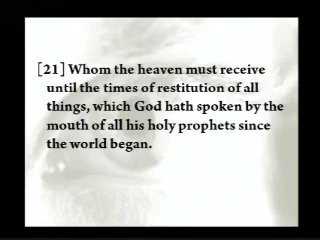 [21] Whom the heaven must receive
until the times of restitution of all
things, which God hath spoken by the
mouth of all his holy prophets since
the world began.